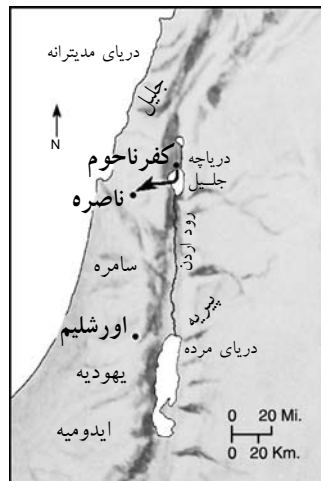 دریای مدیترانه
جلیل
N
کفرناحوم
دریاچه
جلـیل
ناصره
رود اردن
سامره
پیریه
اورشلیم
دریای مرده
یهودیه
ایدومیه
0 20 Mi.
0 20 Km.